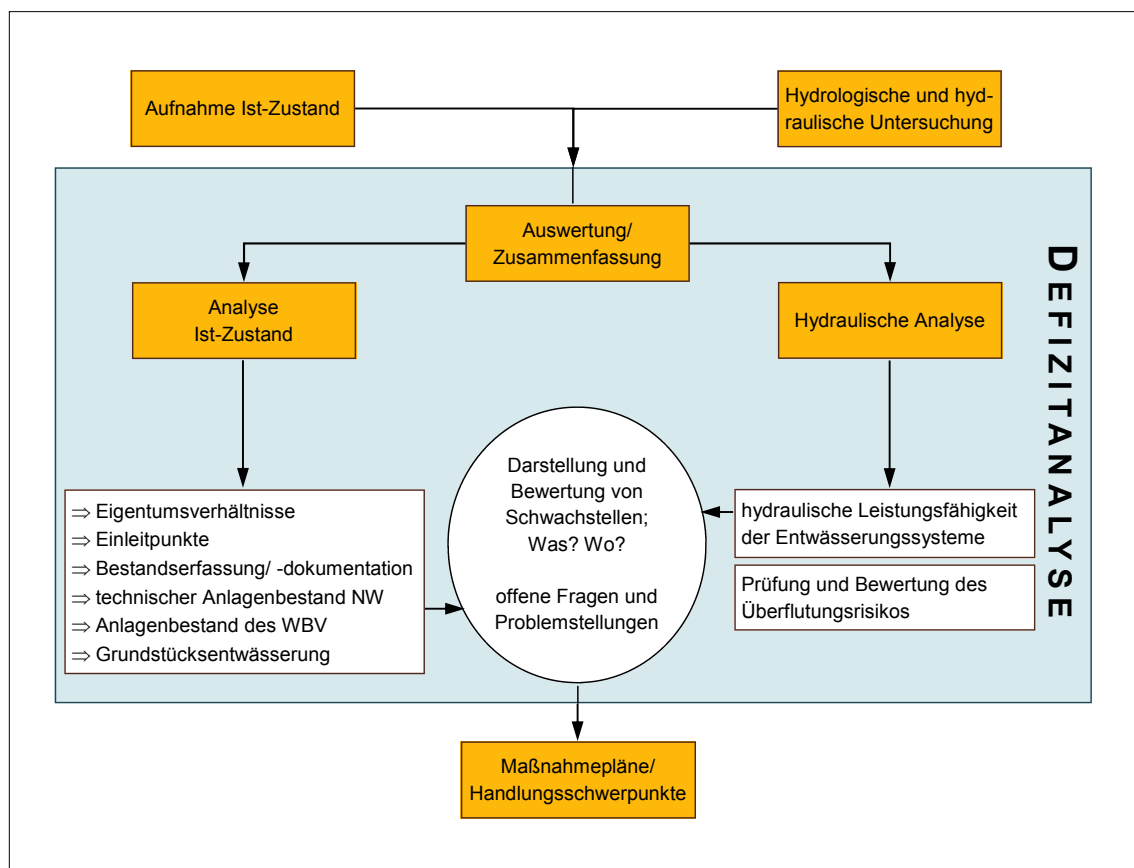 Aufnahme Ist-Zustand
Hydrologische und hyd-
raulische Untersuchung
Auswertung/
Zusammenfassung
Analyse
Ist-Zustand
Hydraulische Analyse
DEFIZITANALYSE
Darstellung und
Bewertung von
Schwachstellen;
Was? Wo?
offene Fragen und
Problemstellungen
⇒ Eigentumsverhältnisse
⇒ Einleitpunkte
⇒ Bestandserfassung/ -dokumentation
⇒ technischer Anlagenbestand NW
⇒ Anlagenbestand des WBV
⇒ Grundstücksentwässerung
hydraulische Leistungsfähigkeit
der Entwässerungssysteme
Prüfung und Bewertung des
Überflutungsrisikos
Maßnahmepläne/
Handlungsschwerpunkte